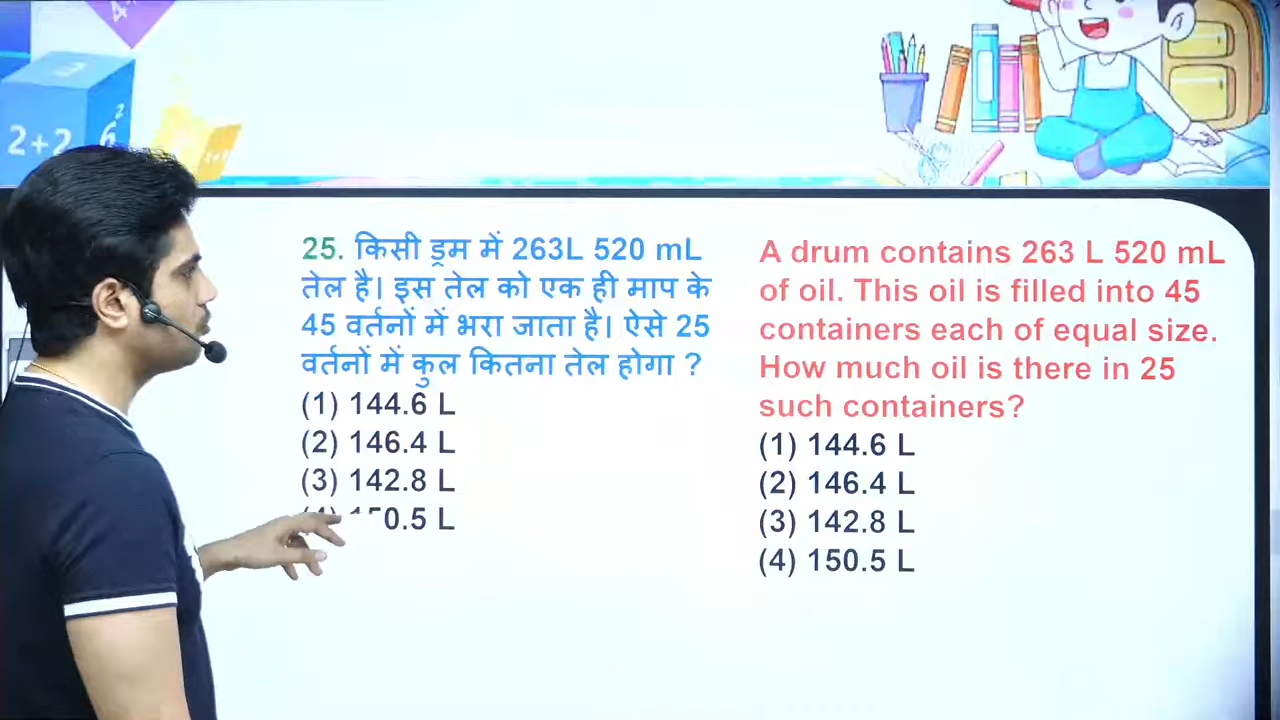 2+2
6²
25. किसी ड्रम में 263L 520 mL
तेल है। इस तेल को एक ही माप के
45 वर्तनों में भरा जाता है। ऐसे 25
वर्तनों में कुल कितना तेल होगा ?
(1) 144.6 L
(2) 146.4 L
(3) 142.8 L
(4) 150.5 L
A drum contains 263 L 520 mL
of oil. This oil is filled into 45
containers each of equal size.
How much oil is there in 25
such containers?
(1) 144.6 L
(2) 146.4 L
(3) 142.8 L
(4) 150.5 L